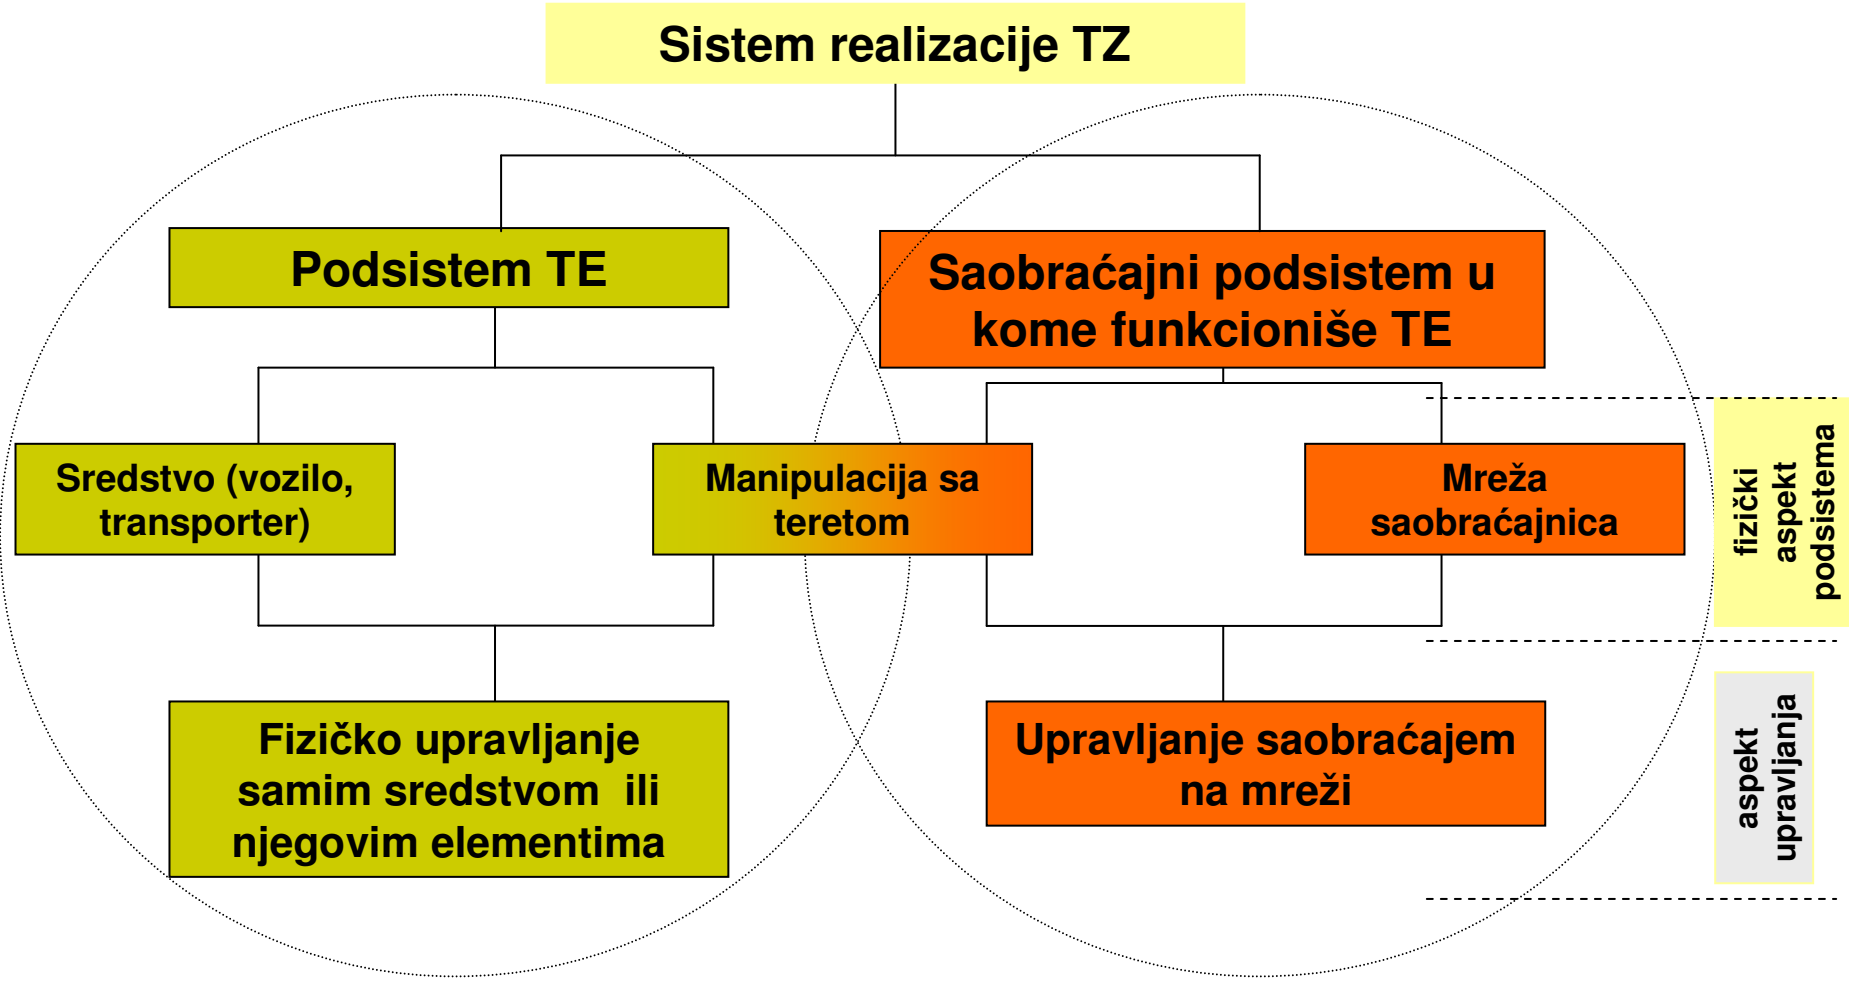 Sistem realizacije TZ
Podsistem TE
Saobraćajni podsistem u
kome funkcioniše TE
Sredstvo (vozilo,
transporter)
Manipulacija sa
teretom
Mreža
saobraćajnica
fizički
aspekt
podsistema
Fizičko upravljanje
samim sredstvom ili
njegovim elementima
Upravljanje saobraćajem
na mreži
aspekt
upravljanja